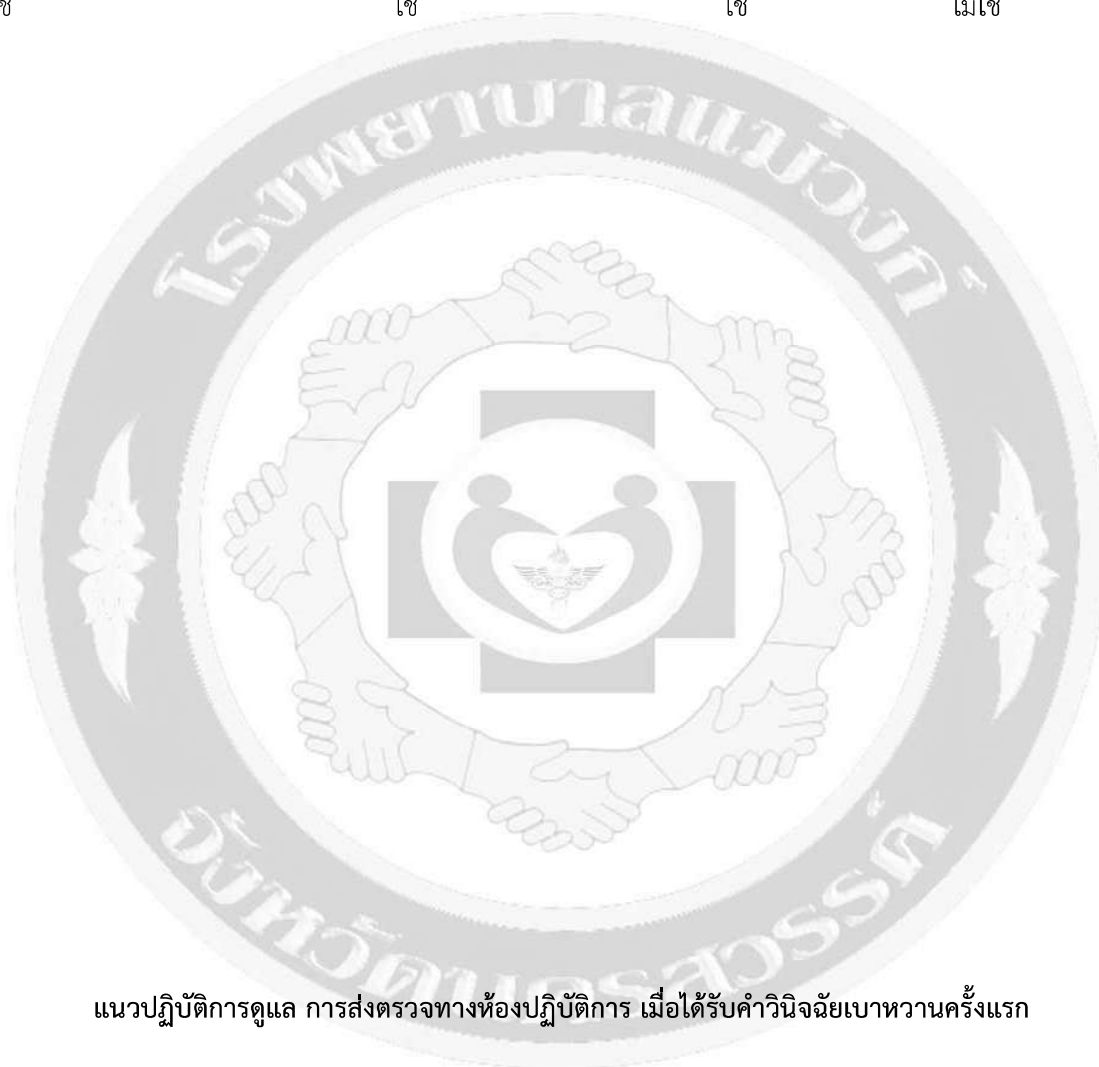 ใช่ ใช่ ไม่ใช่
โรงพยาบาลแม่วงก์
จังหวัดนครสวรรค์
แนวปฏิบัติการดูแล การส่งตรวจทางห้องปฏิบัติการ เมื่อได้รับคำวินิจฉัยเบาหวานครั้งแรก